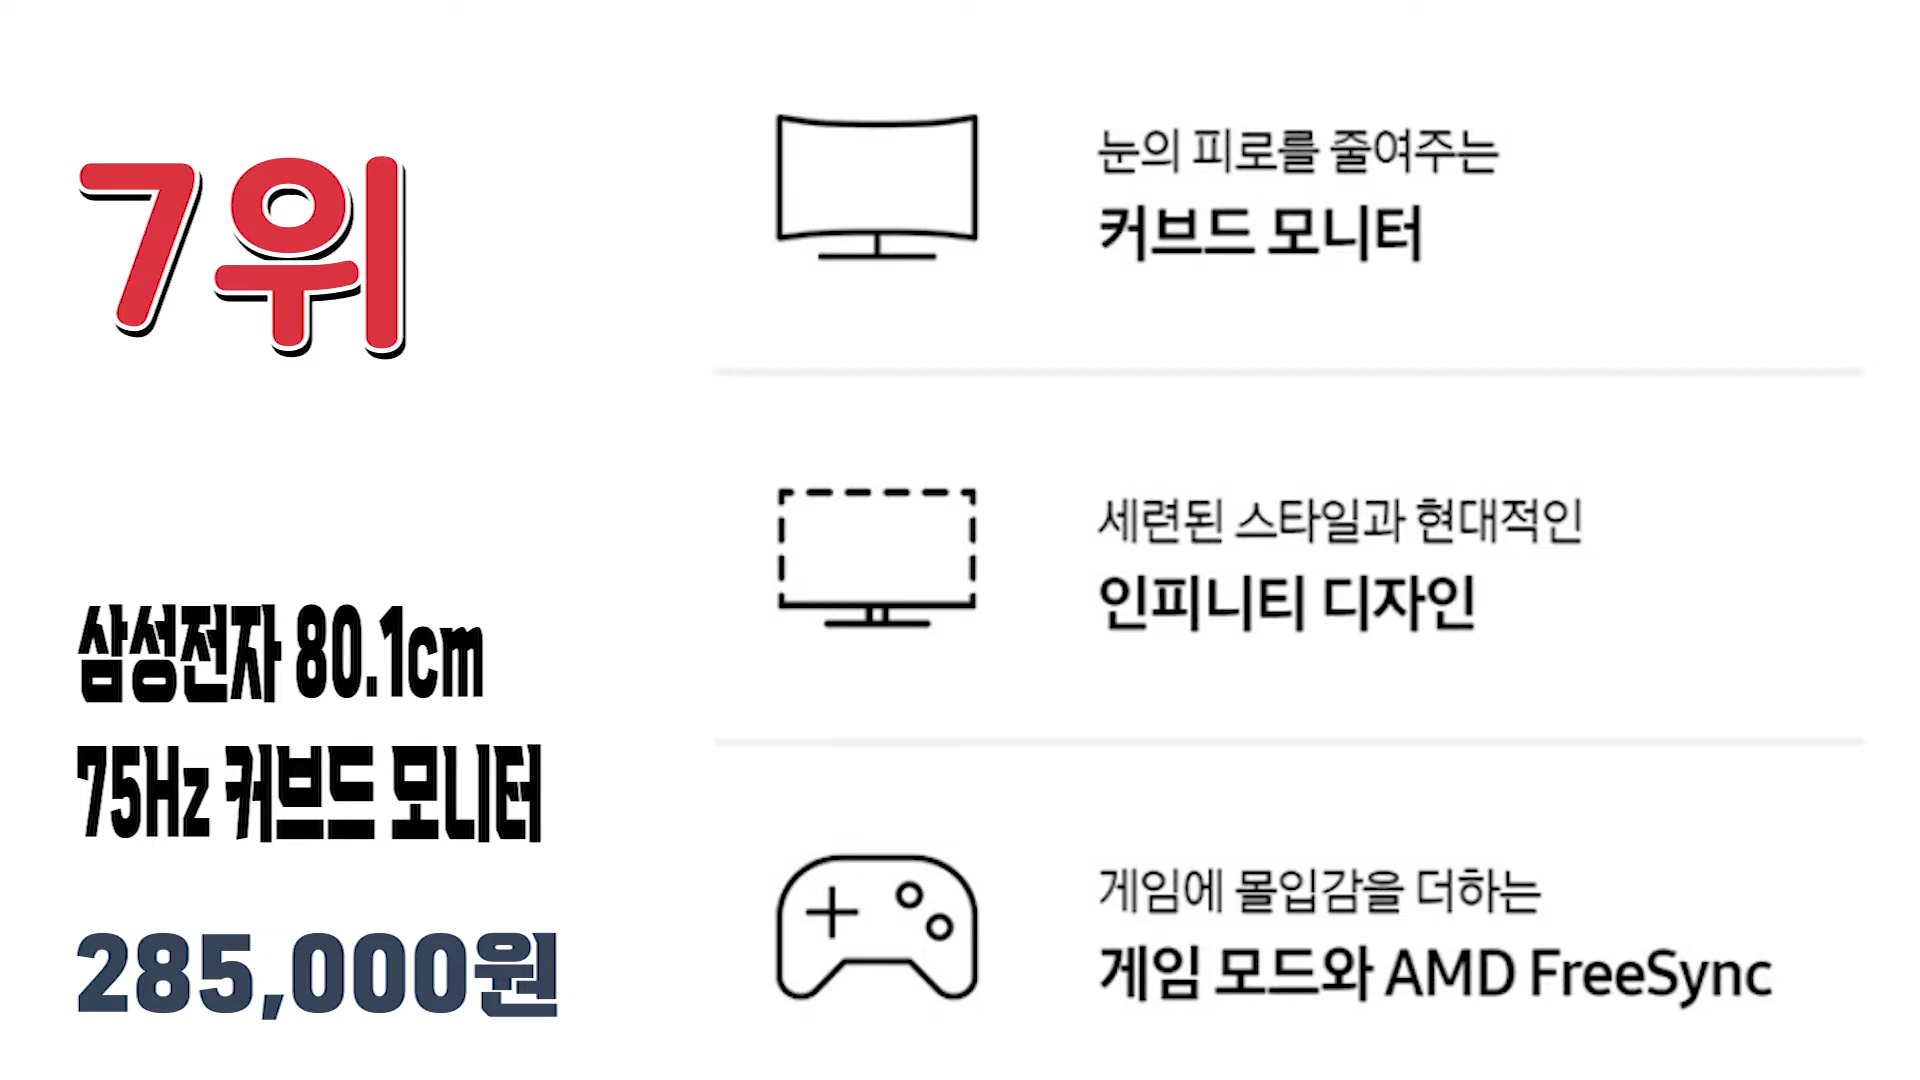 7위
삼성전자 80.1cm
75Hz 커브드 모니터
285,000원
눈의 피로를 줄여주는
커브드 모니터
세련된 스타일과 현대적인
인피니티 디자인
게임에 몰입감을 더하는
게임 모드와 AMD FreeSync